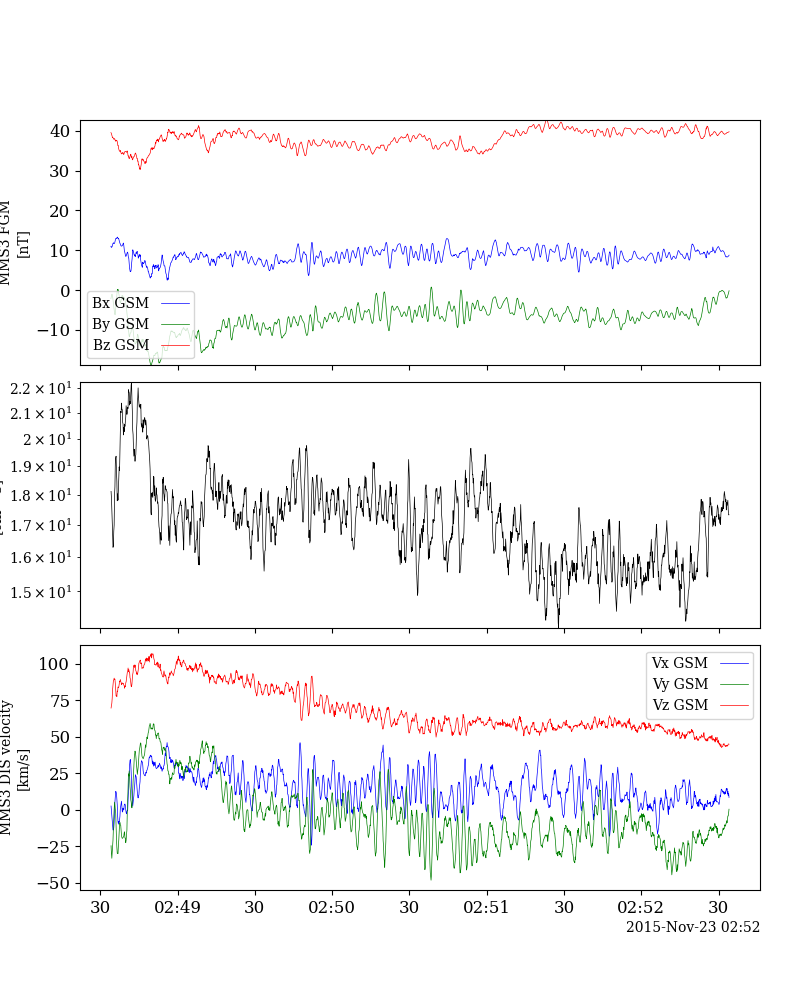 40
30
20
10
0
−10
MMS3 FGM
[nT]
Bx GSM
By GSM
Bz GSM
2.2 × 10¹
2.1 × 10¹
2 × 10¹
1.9 × 10¹
1.8 × 10¹
1.7 × 10¹
1.6 × 10¹
1.5 × 10¹
100
75
50
25
0
−25
−50
MMS3 DIS velocity
[km/s]
Vx GSM
Vy GSM
Vz GSM
30 02:49 30 02:50 30 02:51 30 02:52 30
2015-Nov-23 02:52